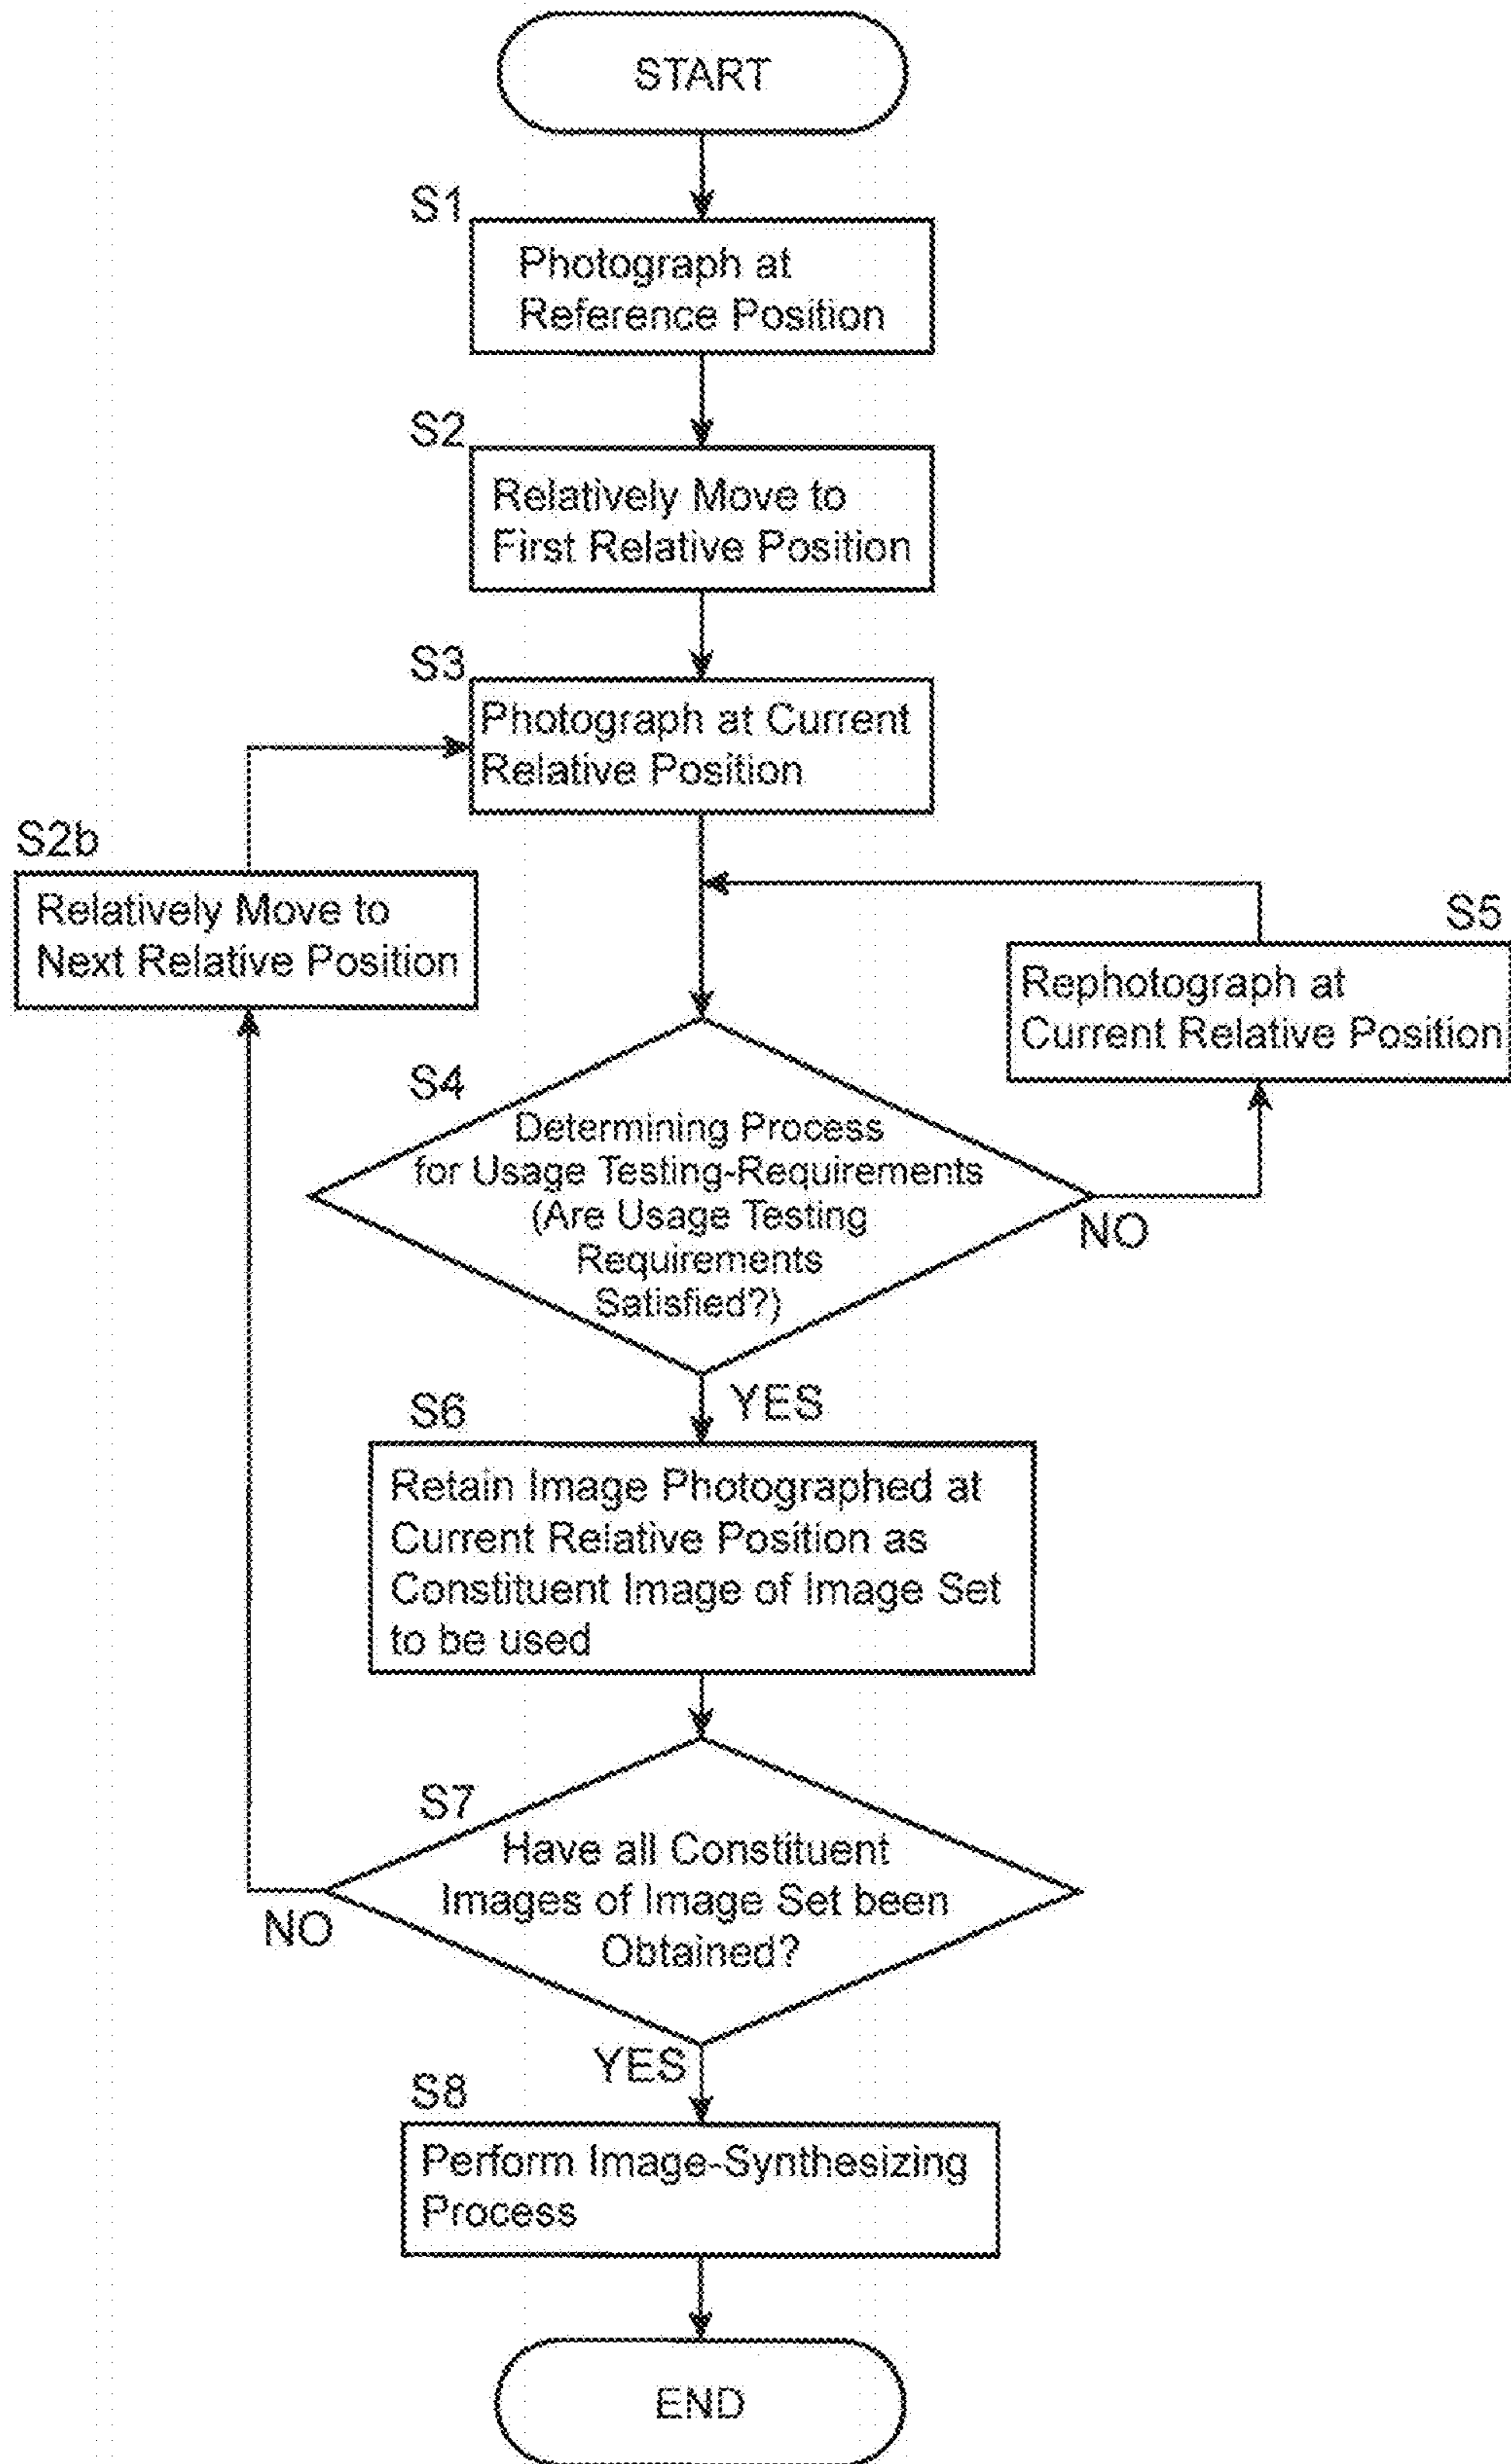 START
S1
Photograph at
Reference Position
S2
Relatively Move to
First Relative Position
S3
Photograph at Current
Relative Position
S2b
Relatively Move to
Next Relative Position
S5
Rephotograph at
Current Relative Position
S4
Determining Process
for Usage Testing-Requirements
(Are Usage Testing
Requirements
Satisfied?)
NO
YES
S6
Retain Image Photographed at
Current Relative Position as
Constituent Image of Image Set
to be used
S7
Have all Constituent
Images of Image Set been
Obtained?
NO
YES
S8
Perform Image-Synthesizing
Process
END